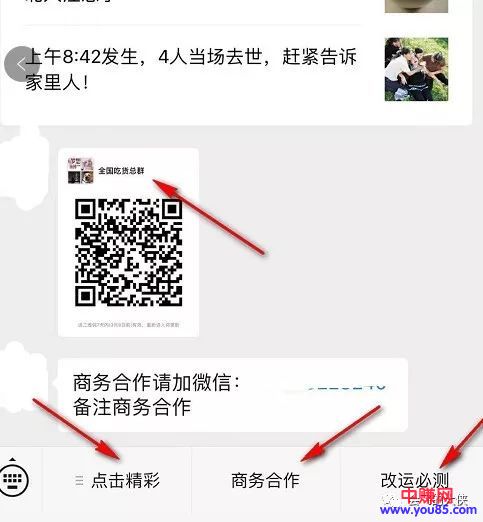 上午8:42发生，4人当场去世，赶紧告诉
家里人！
全国吃货总群
商务合作请加微信：
备注商务合作
点击精彩
商务合作
改运必测
中赚网
www.you85.com